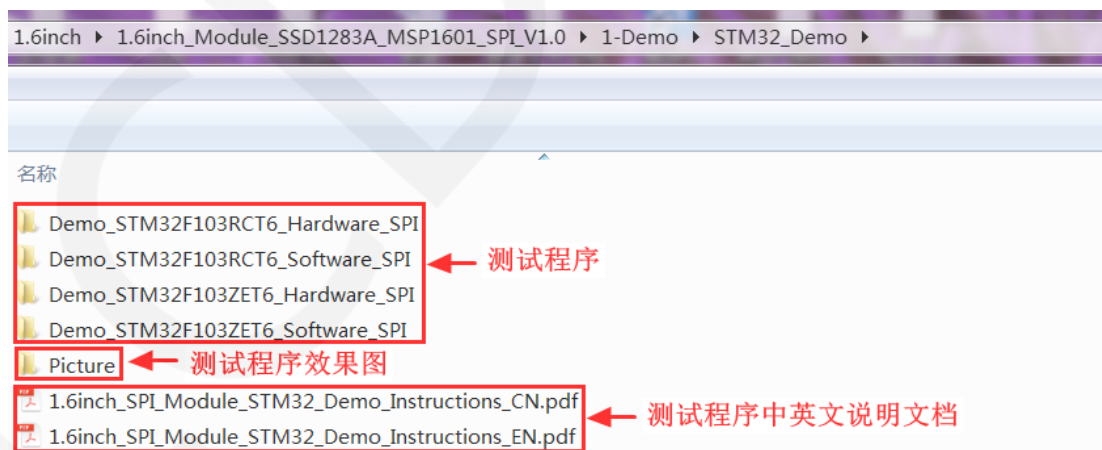 1.6inch ▸ 1.6inch_Module_SSD1283A_MSP1601_SPI_V1.0 ▸ 1-Demo ▸ STM32_Demo ▸
名称
Demo_STM32F103RCT6_Hardware_SPI
Demo_STM32F103RCT6_Software_SPI
测试程序
Demo_STM32F103ZET6_Hardware_SPI
Demo_STM32F103ZET6_Software_SPI
Picture
测试程序效果图
1.6inch_SPI_Module_STM32_Demo_Instructions_CN.pdf
测试程序中英文说明文档
1.6inch_SPI_Module_STM32_Demo_Instructions_EN.pdf